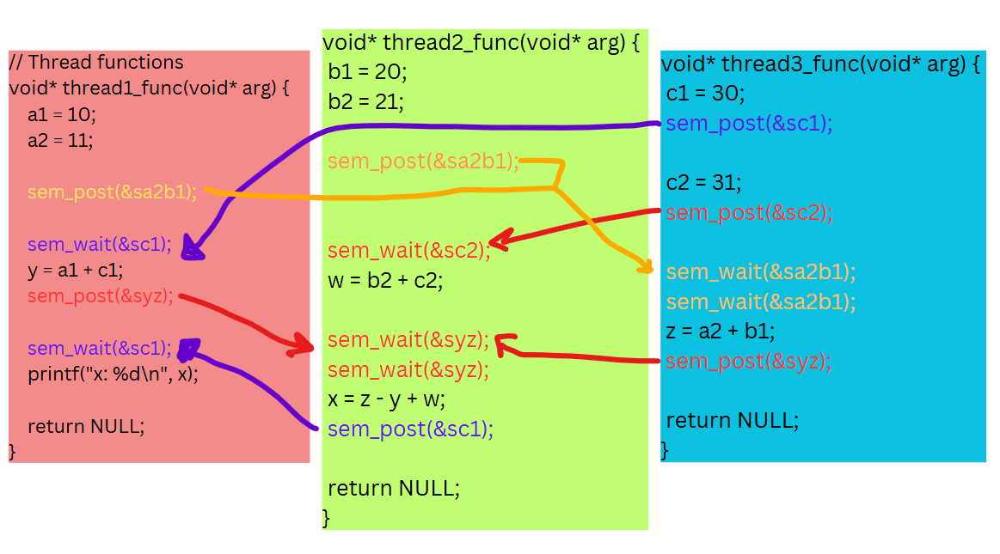 // Thread functions
void* thread1_func(void* arg) {
a1 = 10;
a2 = 11;
sem_post(&sa2b1);
sem_wait(&sc1);
y = a1 + c1;
sem_post(&syz);
sem_wait(&sc1);
printf("x: %d\n", x);
return NULL;
}
void* thread2_func(void* arg) {
b1 = 20;
b2 = 21;
sem_post(&sa2b1);
sem_wait(&sc2);
w = b2 + c2;
sem_wait(&syz);
sem_wait(&syz);
x = z - y + w;
sem_post(&sc1);
return NULL;
}
void* thread3_func(void* arg) {
c1 = 30;
sem_post(&sc1);
c2 = 31;
sem_post(&sc2);
sem_wait(&sa2b1);
sem_wait(&sa2b1);
z = a2 + b1;
sem_post(&syz);
return NULL;
}